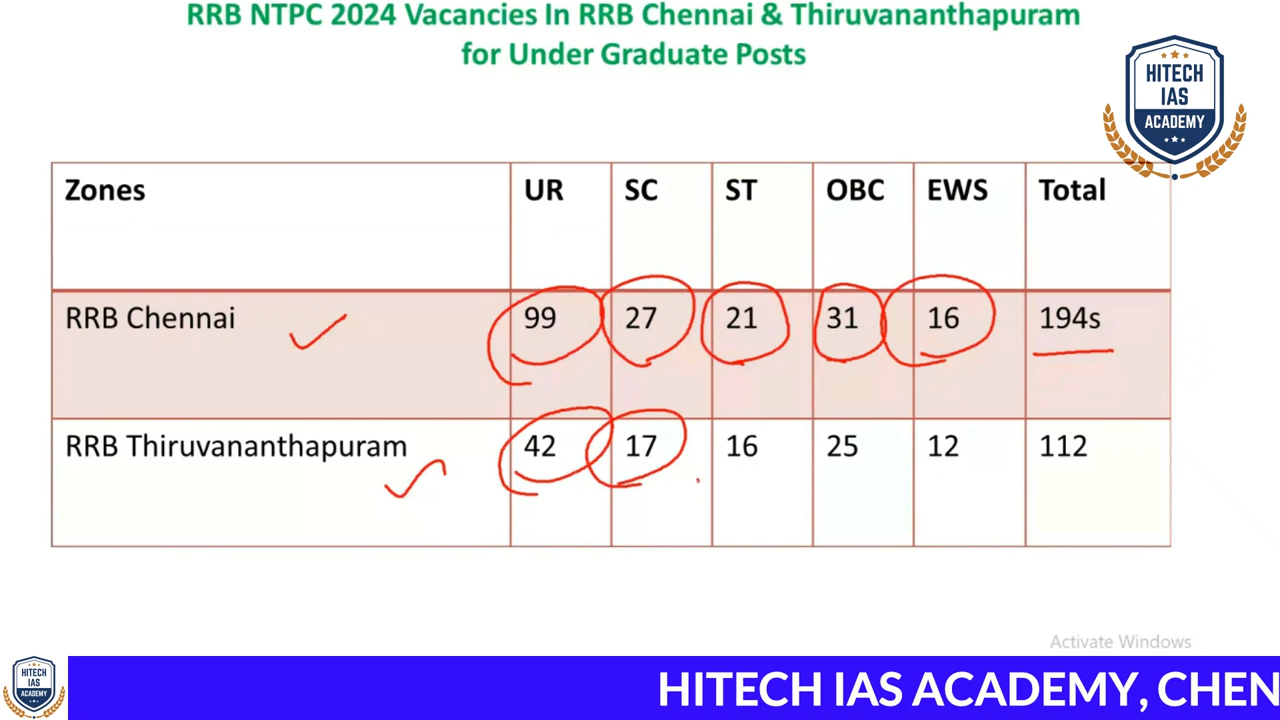 RRB NTPC 2024 Vacancies In RRB Chennai & Thiruvananthapuram
for Under Graduate Posts
HITECH
IAS
ACADEMY
Zones UR SC ST OBC EWS Total
RRB Chennai 99 27 21 31 16 194s
RRB Thiruvananthapuram 42 17 16 25 12 112
Activate Windows
HITECH
IAS
ACADEMY
HITECH IAS ACADEMY, CHEN